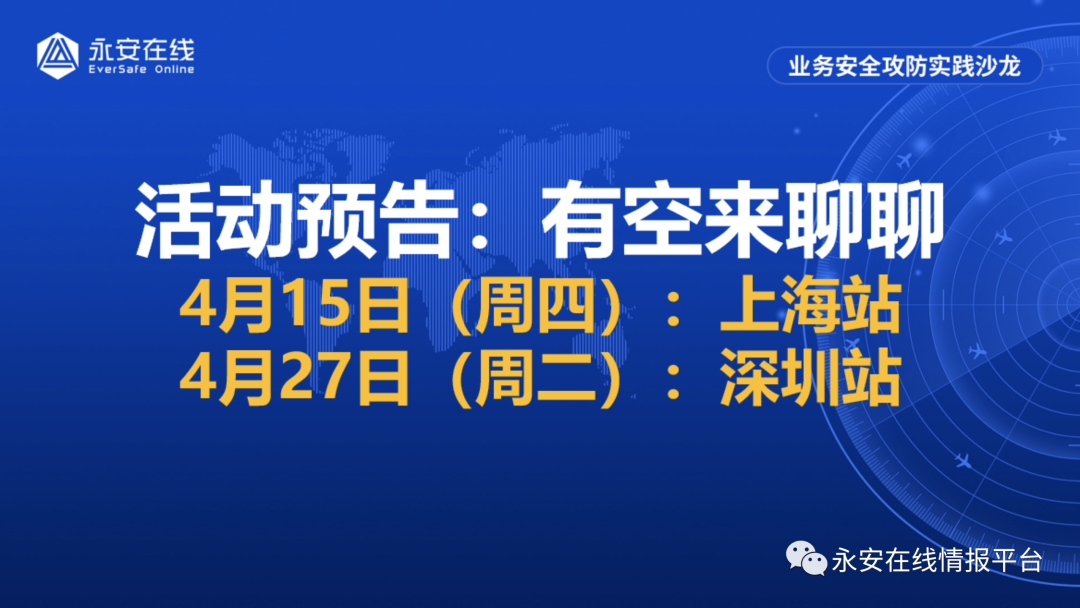 永安在线
EverSafe Online
业务安全攻防实践沙龙
活动预告：有空来聊聊
4月15日（周四）：上海站
4月27日（周二）：深圳站
永安在线情报平台